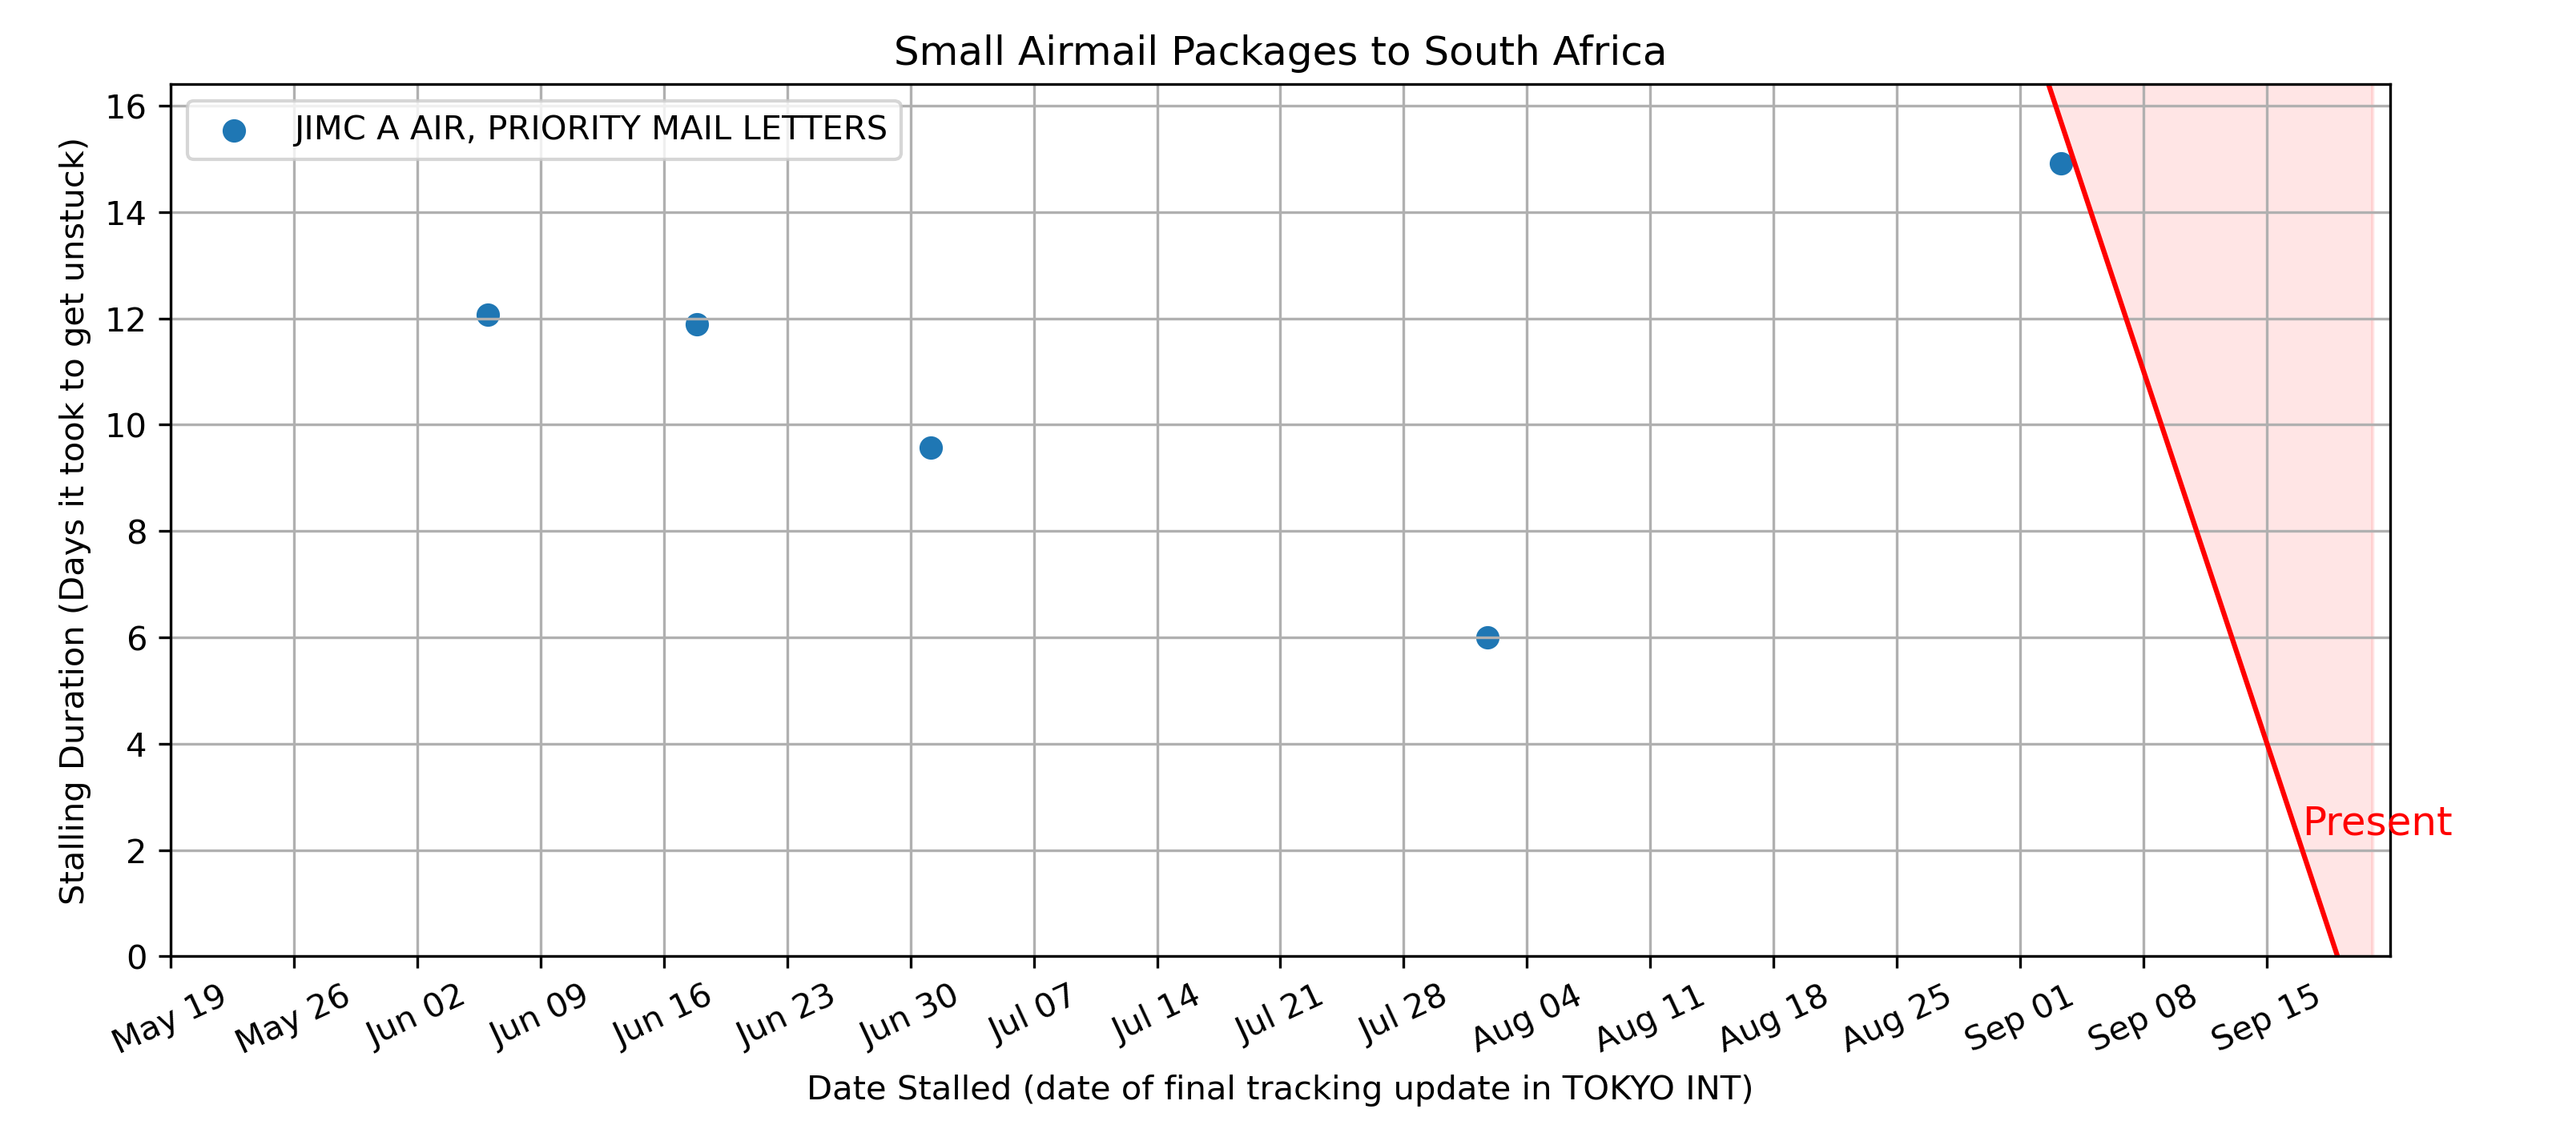 Small Airmail Packages to South Africa
JIMC A AIR, PRIORITY MAIL LETTERS
Stalling Duration (Days it took to get unstuck)
16
14
12
10
8
6
4
2
0
Present
May 19
May 26
Jun 02
Jun 09
Jun 16
Jun 23
Jun 30
Jul 07
Jul 14
Jul 21
Jul 28
Aug 04
Aug 11
Aug 18
Aug 25
Sep 01
Sep 08
Sep 15
Date Stalled (date of final tracking update in TOKYO INT)